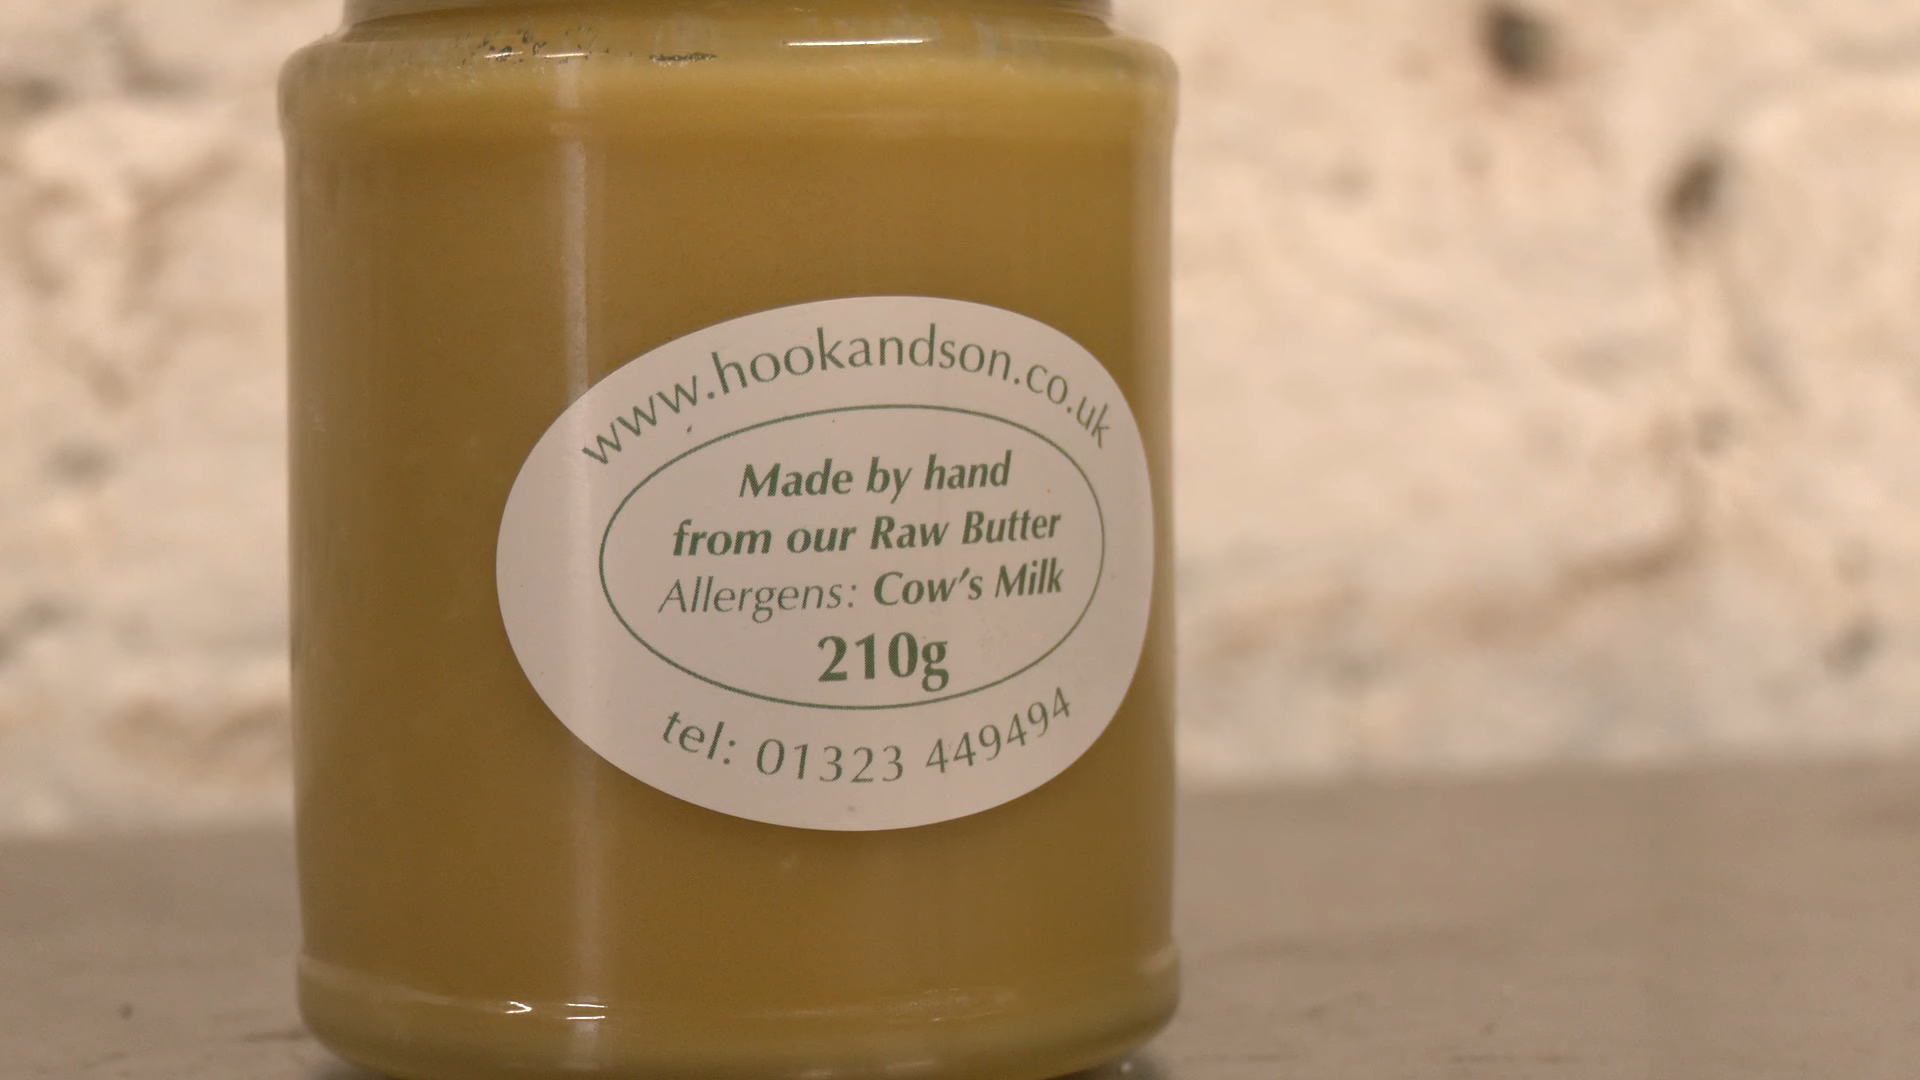 www.hookandson.co.uk
Made by hand
from our Raw Butter
Allergens: Cow's Milk
210g
tel: 01323 449494